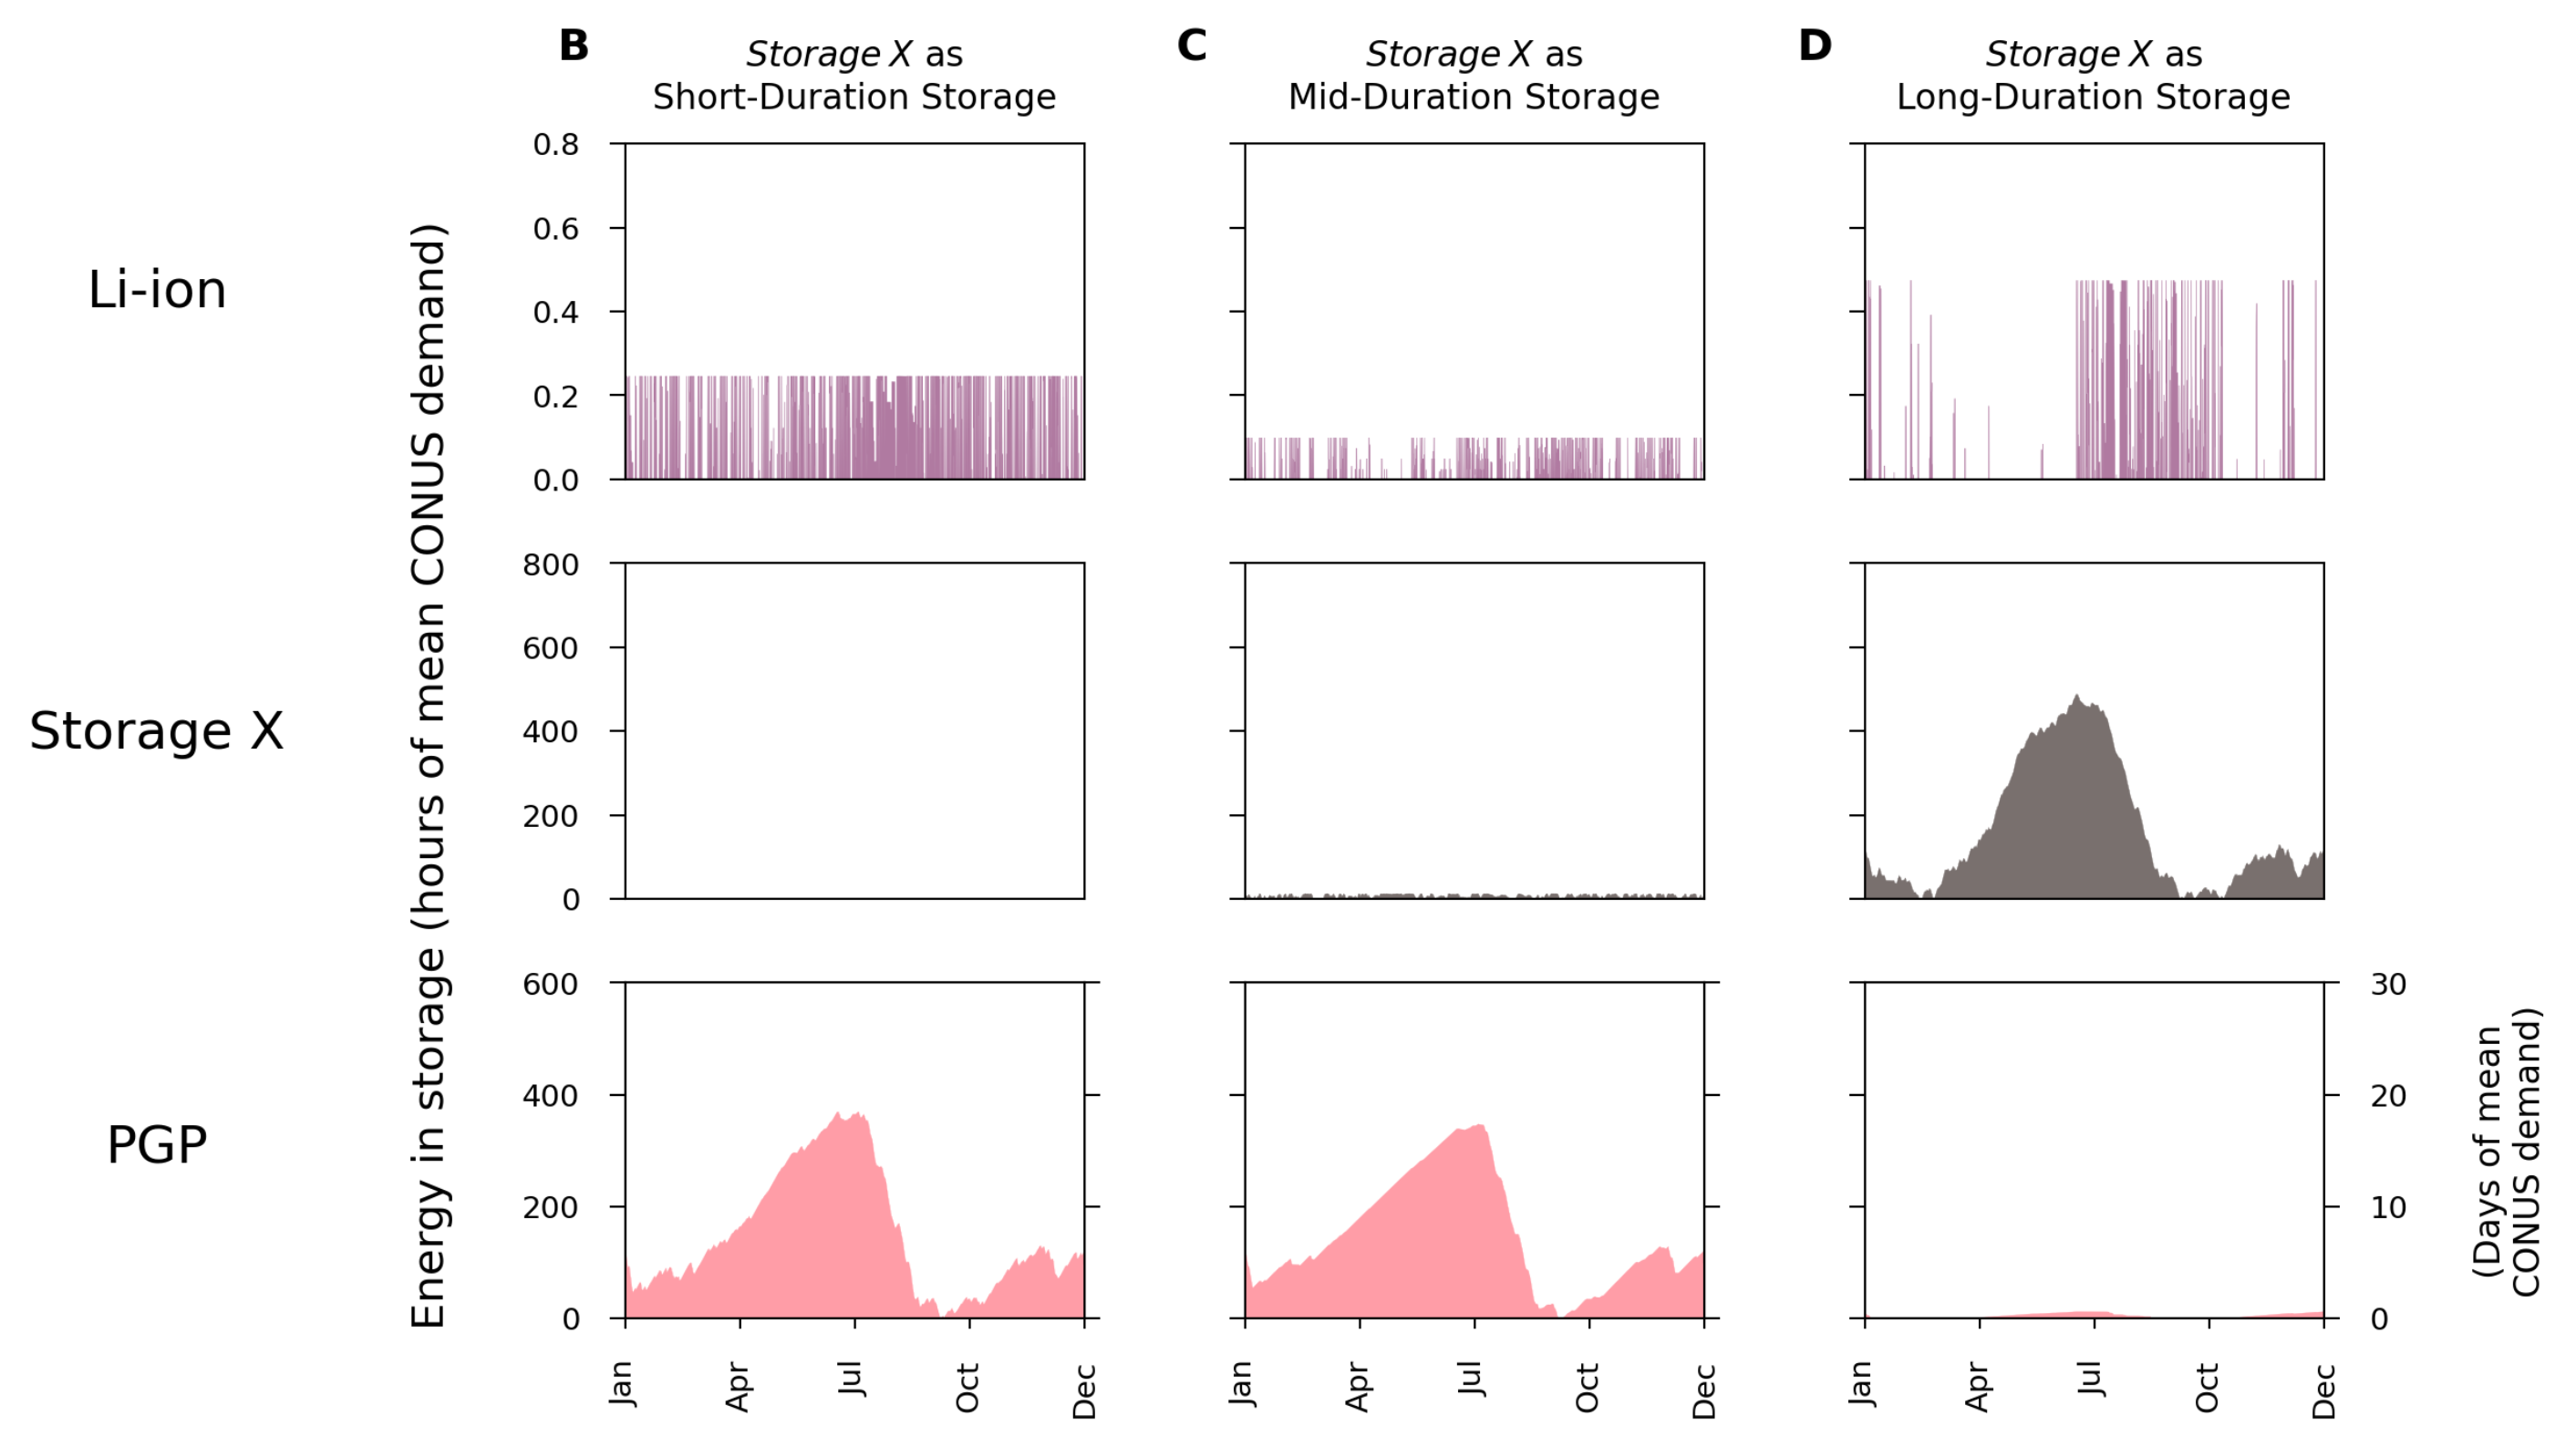 B
Storage X as
Short-Duration Storage
C
Storage X as
Mid-Duration Storage
D
Storage X as
Long-Duration Storage
Li-ion
Storage X
PGP
Energy in storage (hours of mean CONUS demand)
0.8
0.6
0.4
0.2
0.0
800
600
400
200
0
600
400
200
0
30
20
10
0
(Days of mean
CONUS demand)
Jan
Apr
Jul
Oct
Dec
Jan
Apr
Jul
Oct
Dec
Jan
Apr
Jul
Oct
Dec